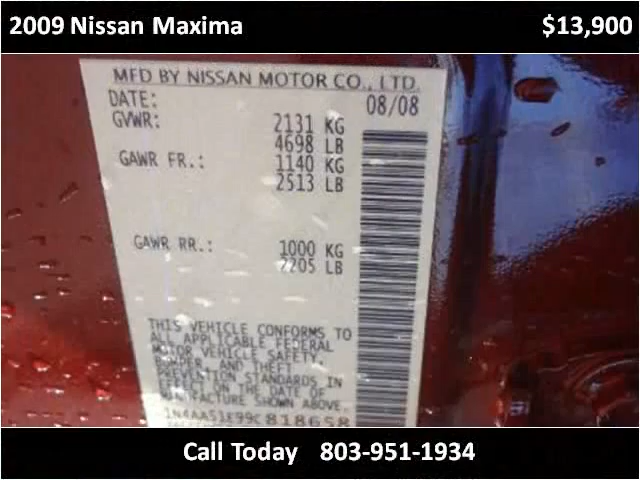 2009 Nissan Maxima
$13,900
MFD BY NISSAN MOTOR CO., LTD.
DATE: 08/08
GVWR: 2131 KG
4698 LB
GAWR FR.: 1140 KG
2513 LB
GAWR RR.: 1000 KG
2205 LB
THIS VEHICLE CONFORMS TO
ALL APPLICABLE FEDERAL
MOTOR VEHICLE SAFETY,
BUMPER, AND THEFT
PREVENTION STANDARDS IN
EFFECT ON THE DATE OF
MANUFACTURE SHOWN ABOVE.
1N4AA51E99C818658
Call Today 803-951-1934